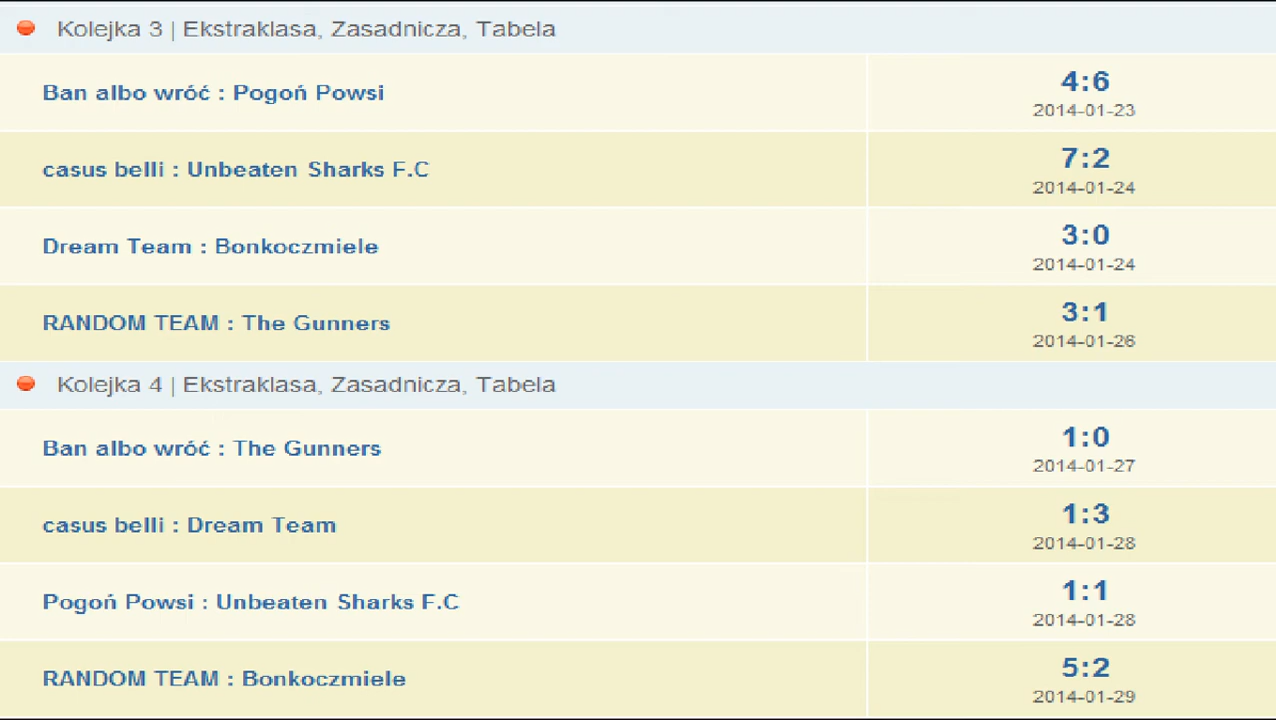 Kolejka 3 | Ekstraklasa, Zasadnicza, Tabela
Ban albo wróć : Pogoń Powsi
4:6
2014-01-23
casus belli : Unbeaten Sharks F.C
7:2
2014-01-24
Dream Team : Bonkoczmiele
3:0
2014-01-24
RANDOM TEAM : The Gunners
3:1
2014-01-26
Kolejka 4 | Ekstraklasa, Zasadnicza, Tabela
Ban albo wróć : The Gunners
1:0
2014-01-27
casus belli : Dream Team
1:3
2014-01-28
Pogoń Powsi : Unbeaten Sharks F.C
1:1
2014-01-28
RANDOM TEAM : Bonkoczmiele
5:2
2014-01-29